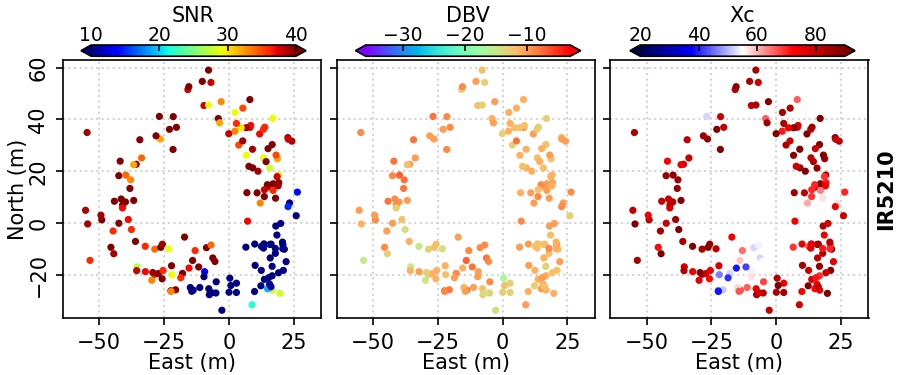 SNR DBV Xc
10 20 30 40 −30 −20 −10 20 40 60 80
60
40
20
0
−20
North (m)
IR5210
−50 −25 0 25 −50 −25 0 25 −50 −25 0 25
East (m) East (m) East (m)